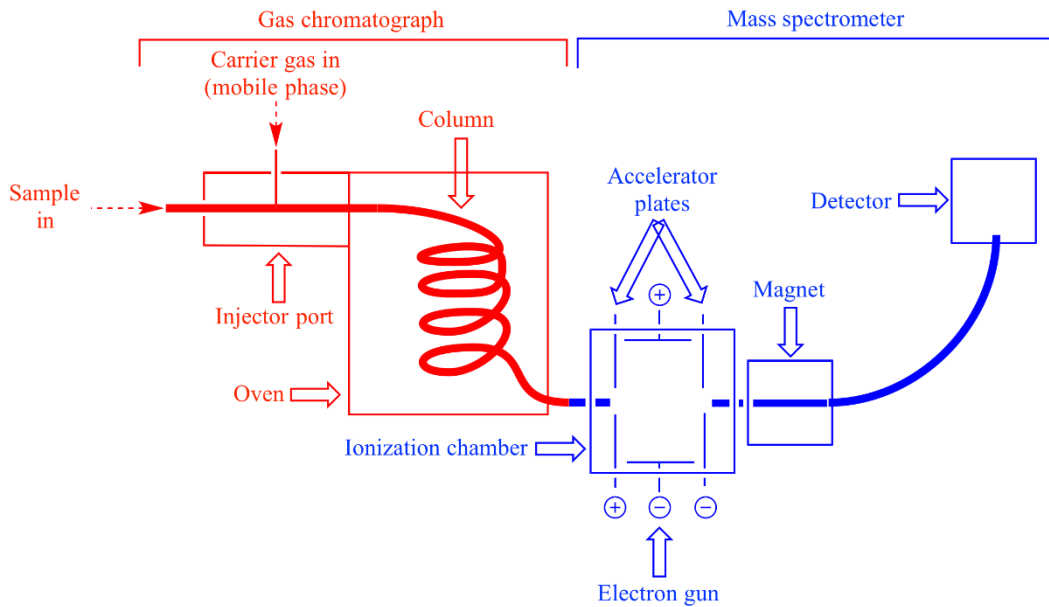 Gas chromatograph
Mass spectrometer
Carrier gas in
(mobile phase)
Column
Sample
in
Accelerator
plates
Detector
Injector port
Magnet
+
Oven
Ionization chamber
+
−
−
Electron gun